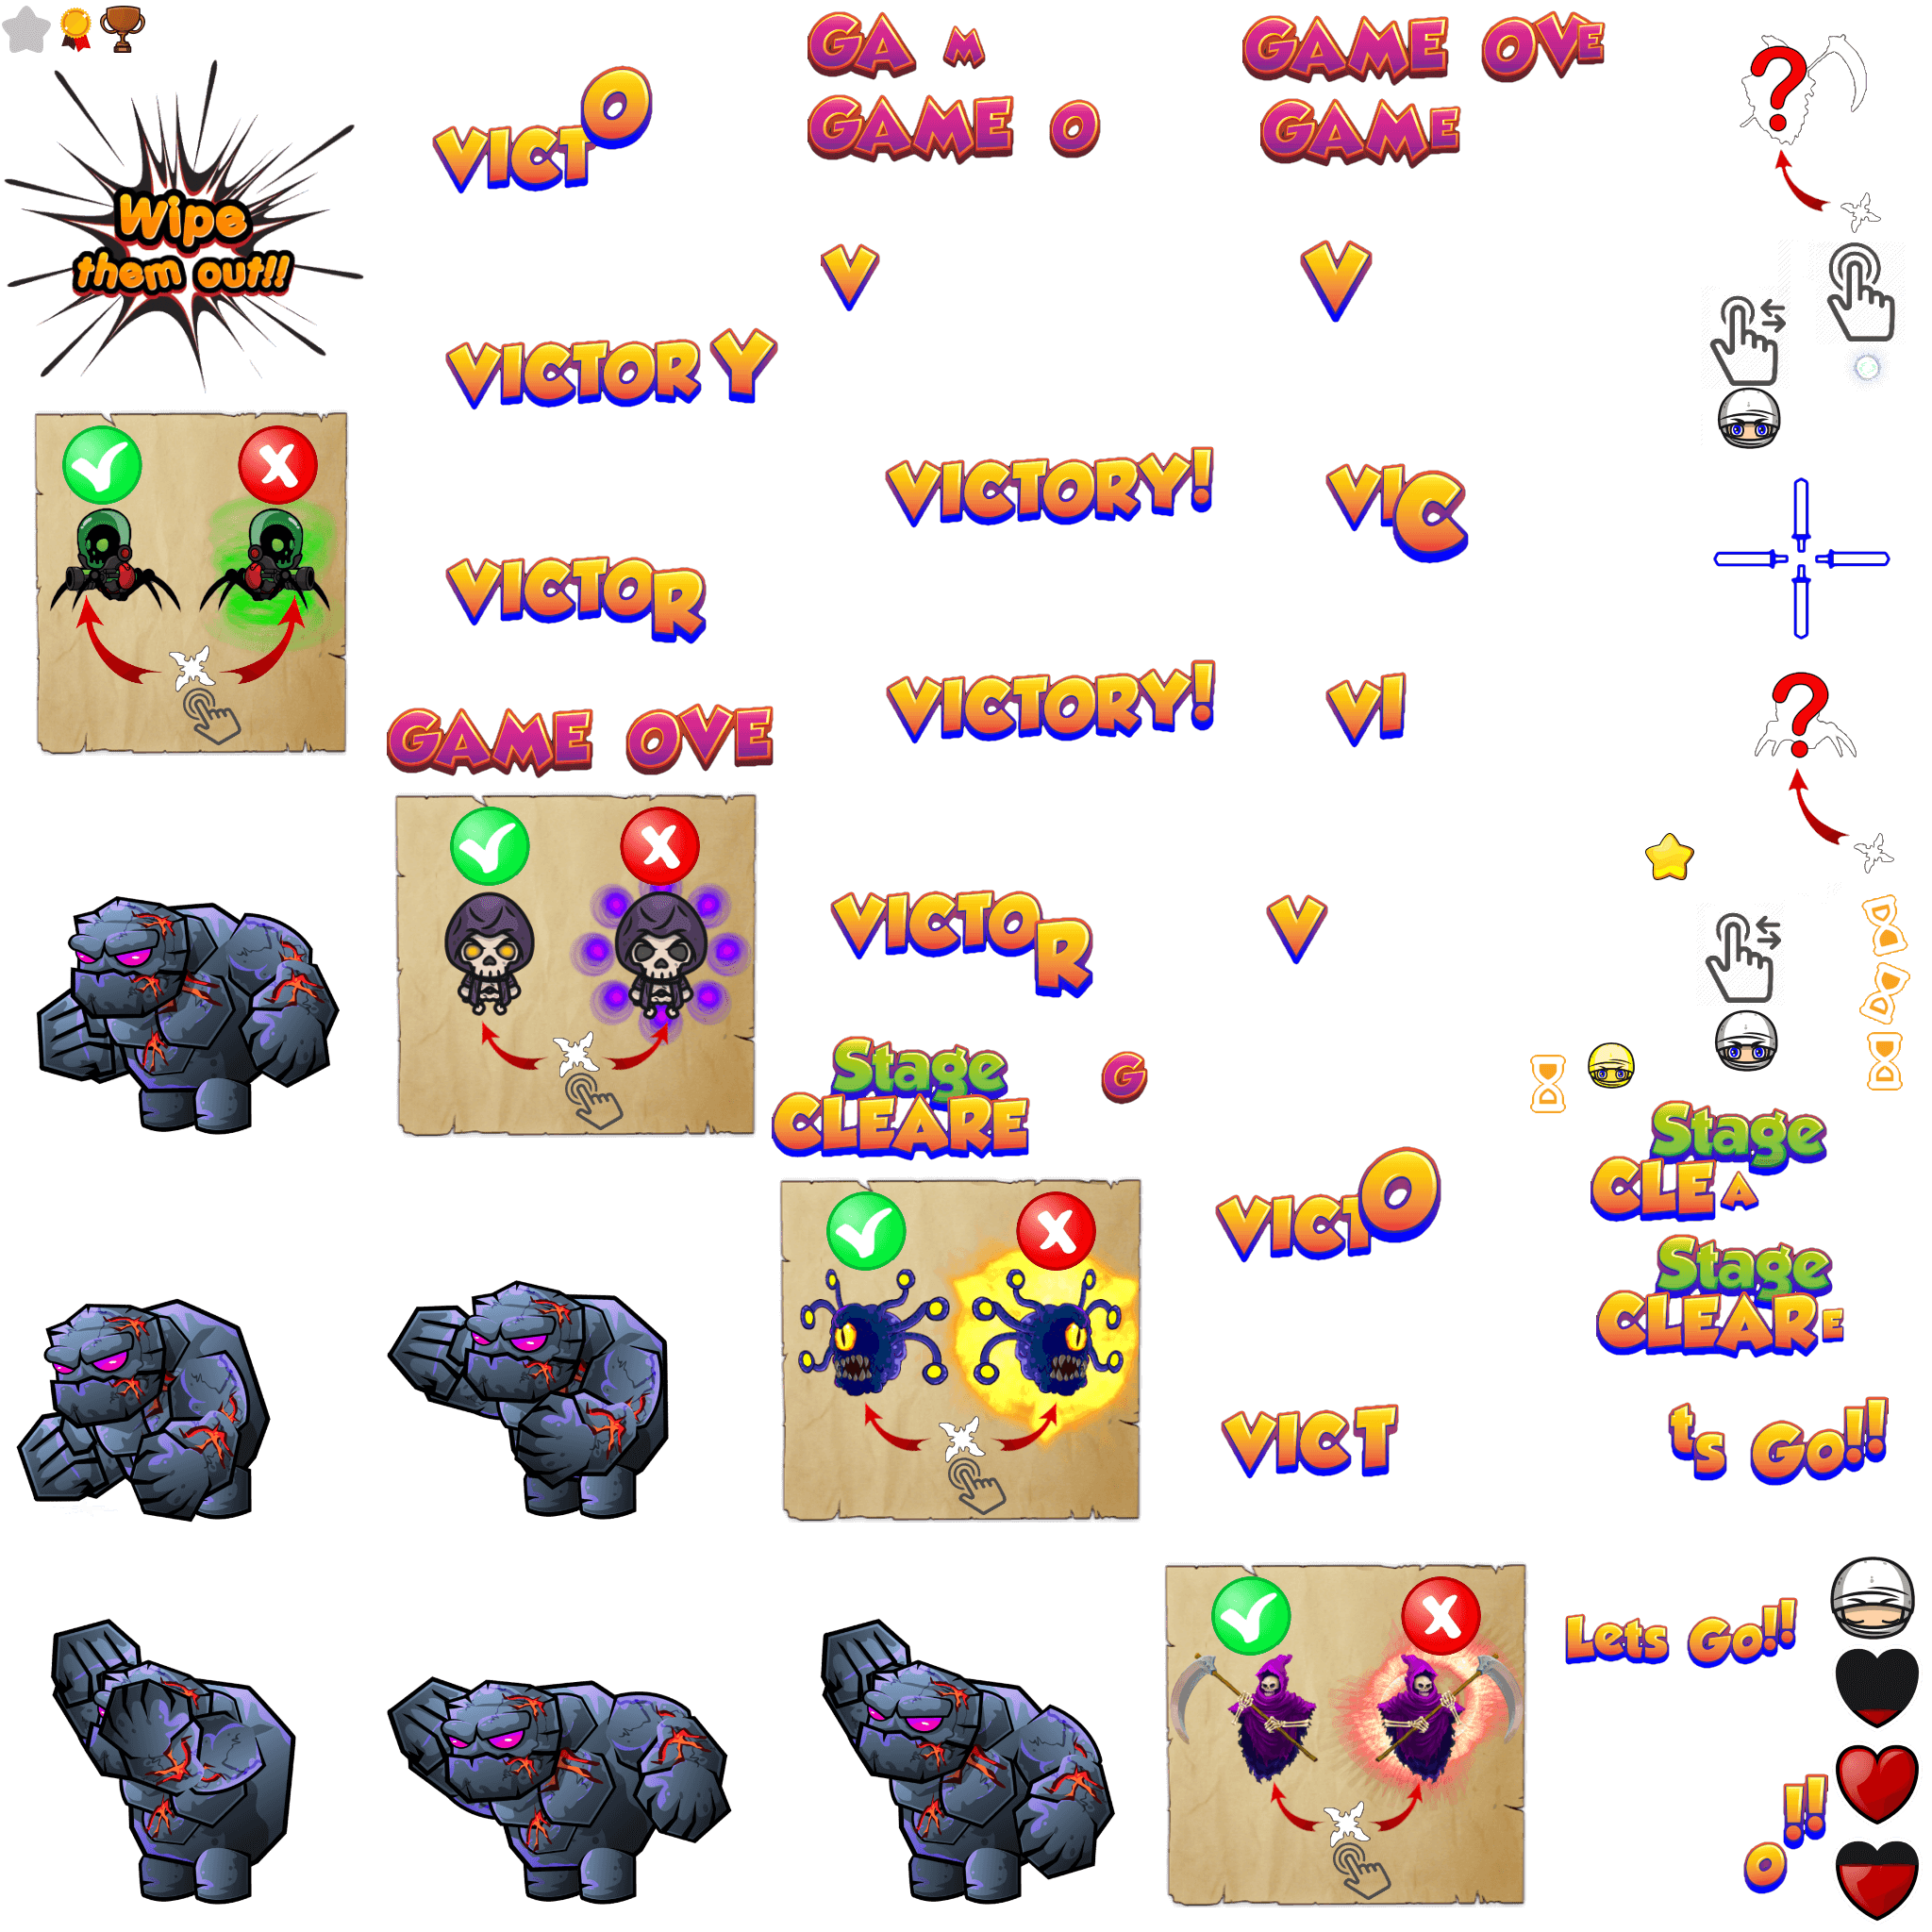 GA M
GAME OVE
GAME O
GAME
VICTO
Wipe
them out!!
V
V
VICTOR Y
VICTORY!
VIC
VICTOR
VICTORY!
VI
GAME OVE
VICTOR
V
Stage
CLEARE
G
Stage
CLE A
VICTO
Stage
CLEARE
VICT
ts Go!!
Lets Go!!
O!!